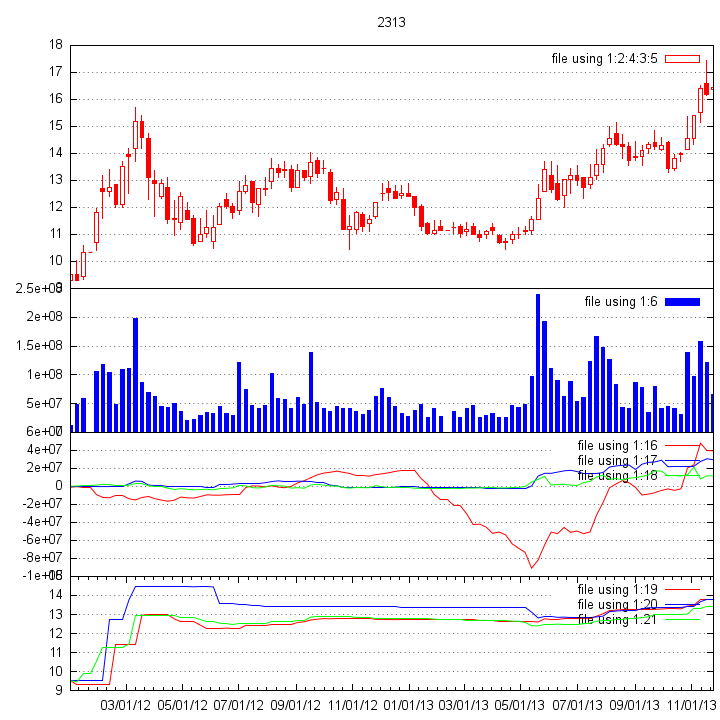 2313
18
file using 1:2:4:3:5
17
16
15
14
13
12
11
10
9
2.5e+08
file using 1:6
2e+08
1.5e+08
1e+08
5e+07
0
6e+07
file using 1:16
4e+07
file using 1:17
2e+07
file using 1:18
0
-2e+07
-4e+07
-6e+07
-8e+07
-1e+08
15
file using 1:19
14
file using 1:20
13
file using 1:21
12
11
10
9
03/01/12 05/01/12 07/01/12 09/01/12 11/01/12 01/01/13 03/01/13 05/01/13 07/01/13 09/01/13 11/01/13